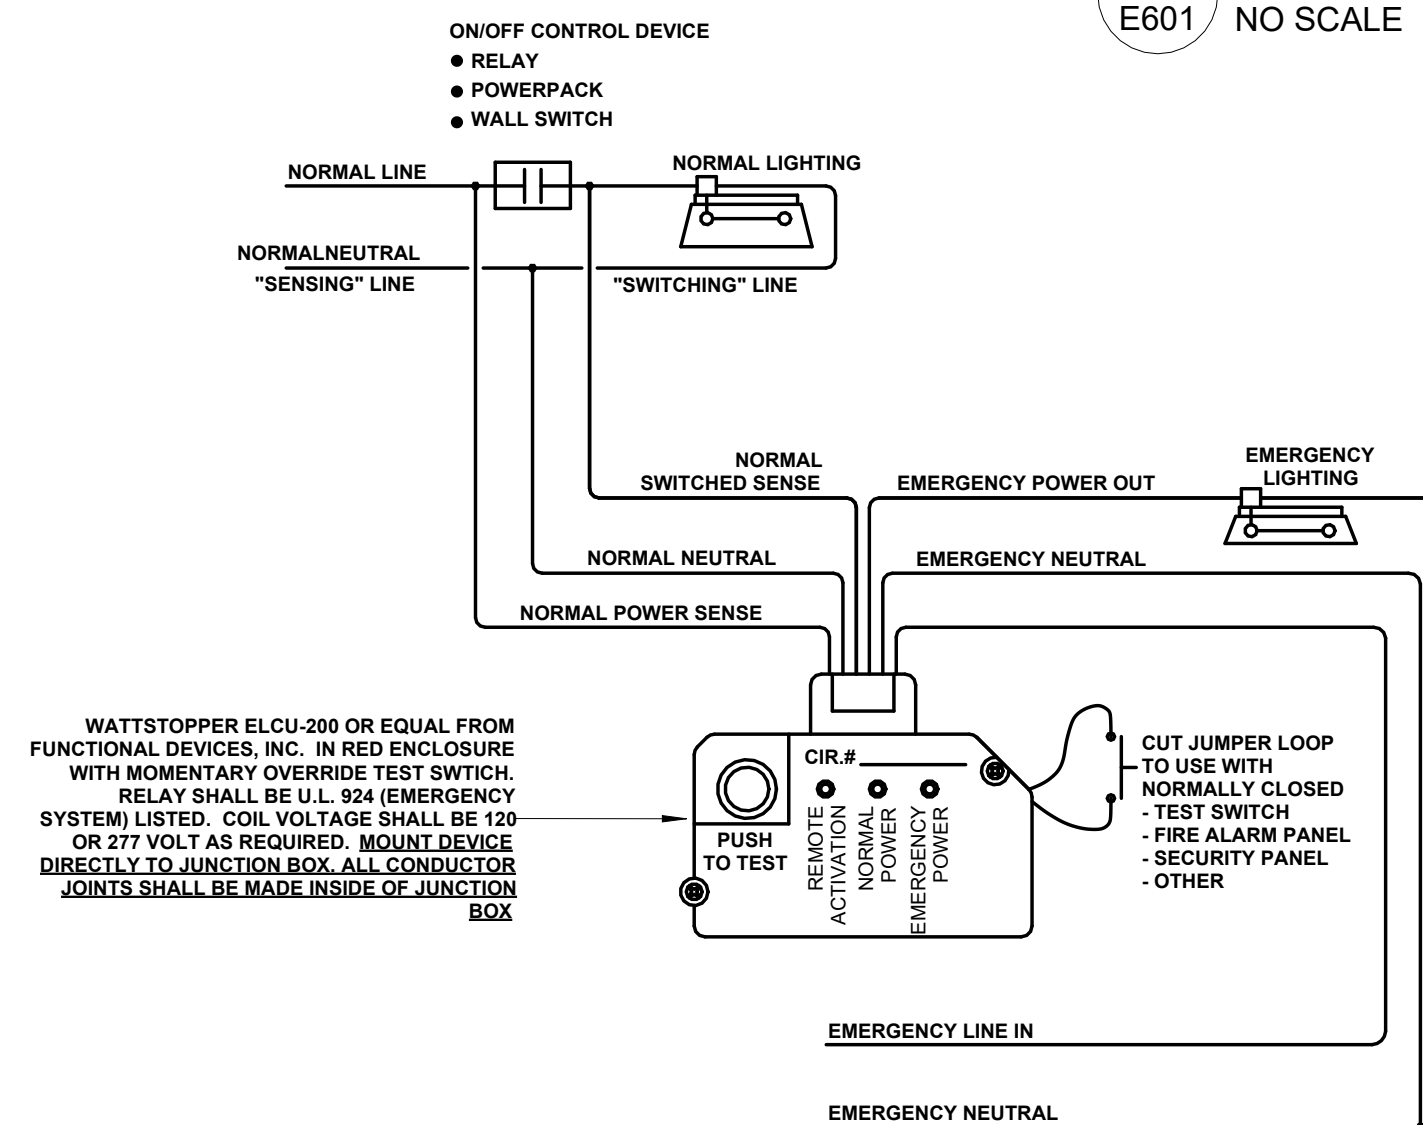 E601
NO SCALE
ON/OFF CONTROL DEVICE
● RELAY
● POWERPACK
● WALL SWITCH
NORMAL LINE
NORMAL LIGHTING
NORMALNEUTRAL
"SENSING" LINE
"SWITCHING" LINE
NORMAL
SWITCHED SENSE
EMERGENCY POWER OUT
EMERGENCY
LIGHTING
NORMAL NEUTRAL
EMERGENCY NEUTRAL
NORMAL POWER SENSE
WATTSTOPPER ELCU-200 OR EQUAL FROM
FUNCTIONAL DEVICES, INC. IN RED ENCLOSURE
WITH MOMENTARY OVERRIDE TEST SWTICH.
RELAY SHALL BE U.L. 924 (EMERGENCY
SYSTEM) LISTED. COIL VOLTAGE SHALL BE 120
OR 277 VOLT AS REQUIRED. MOUNT DEVICE
DIRECTLY TO JUNCTION BOX. ALL CONDUCTOR
JOINTS SHALL BE MADE INSIDE OF JUNCTION
BOX
CIR.#
PUSH
TO TEST
REMOTE
ACTIVATION
NORMAL
POWER
EMERGENCY
POWER
CUT JUMPER LOOP
TO USE WITH
NORMALLY CLOSED
- TEST SWITCH
- FIRE ALARM PANEL
- SECURITY PANEL
- OTHER
EMERGENCY LINE IN
EMERGENCY NEUTRAL